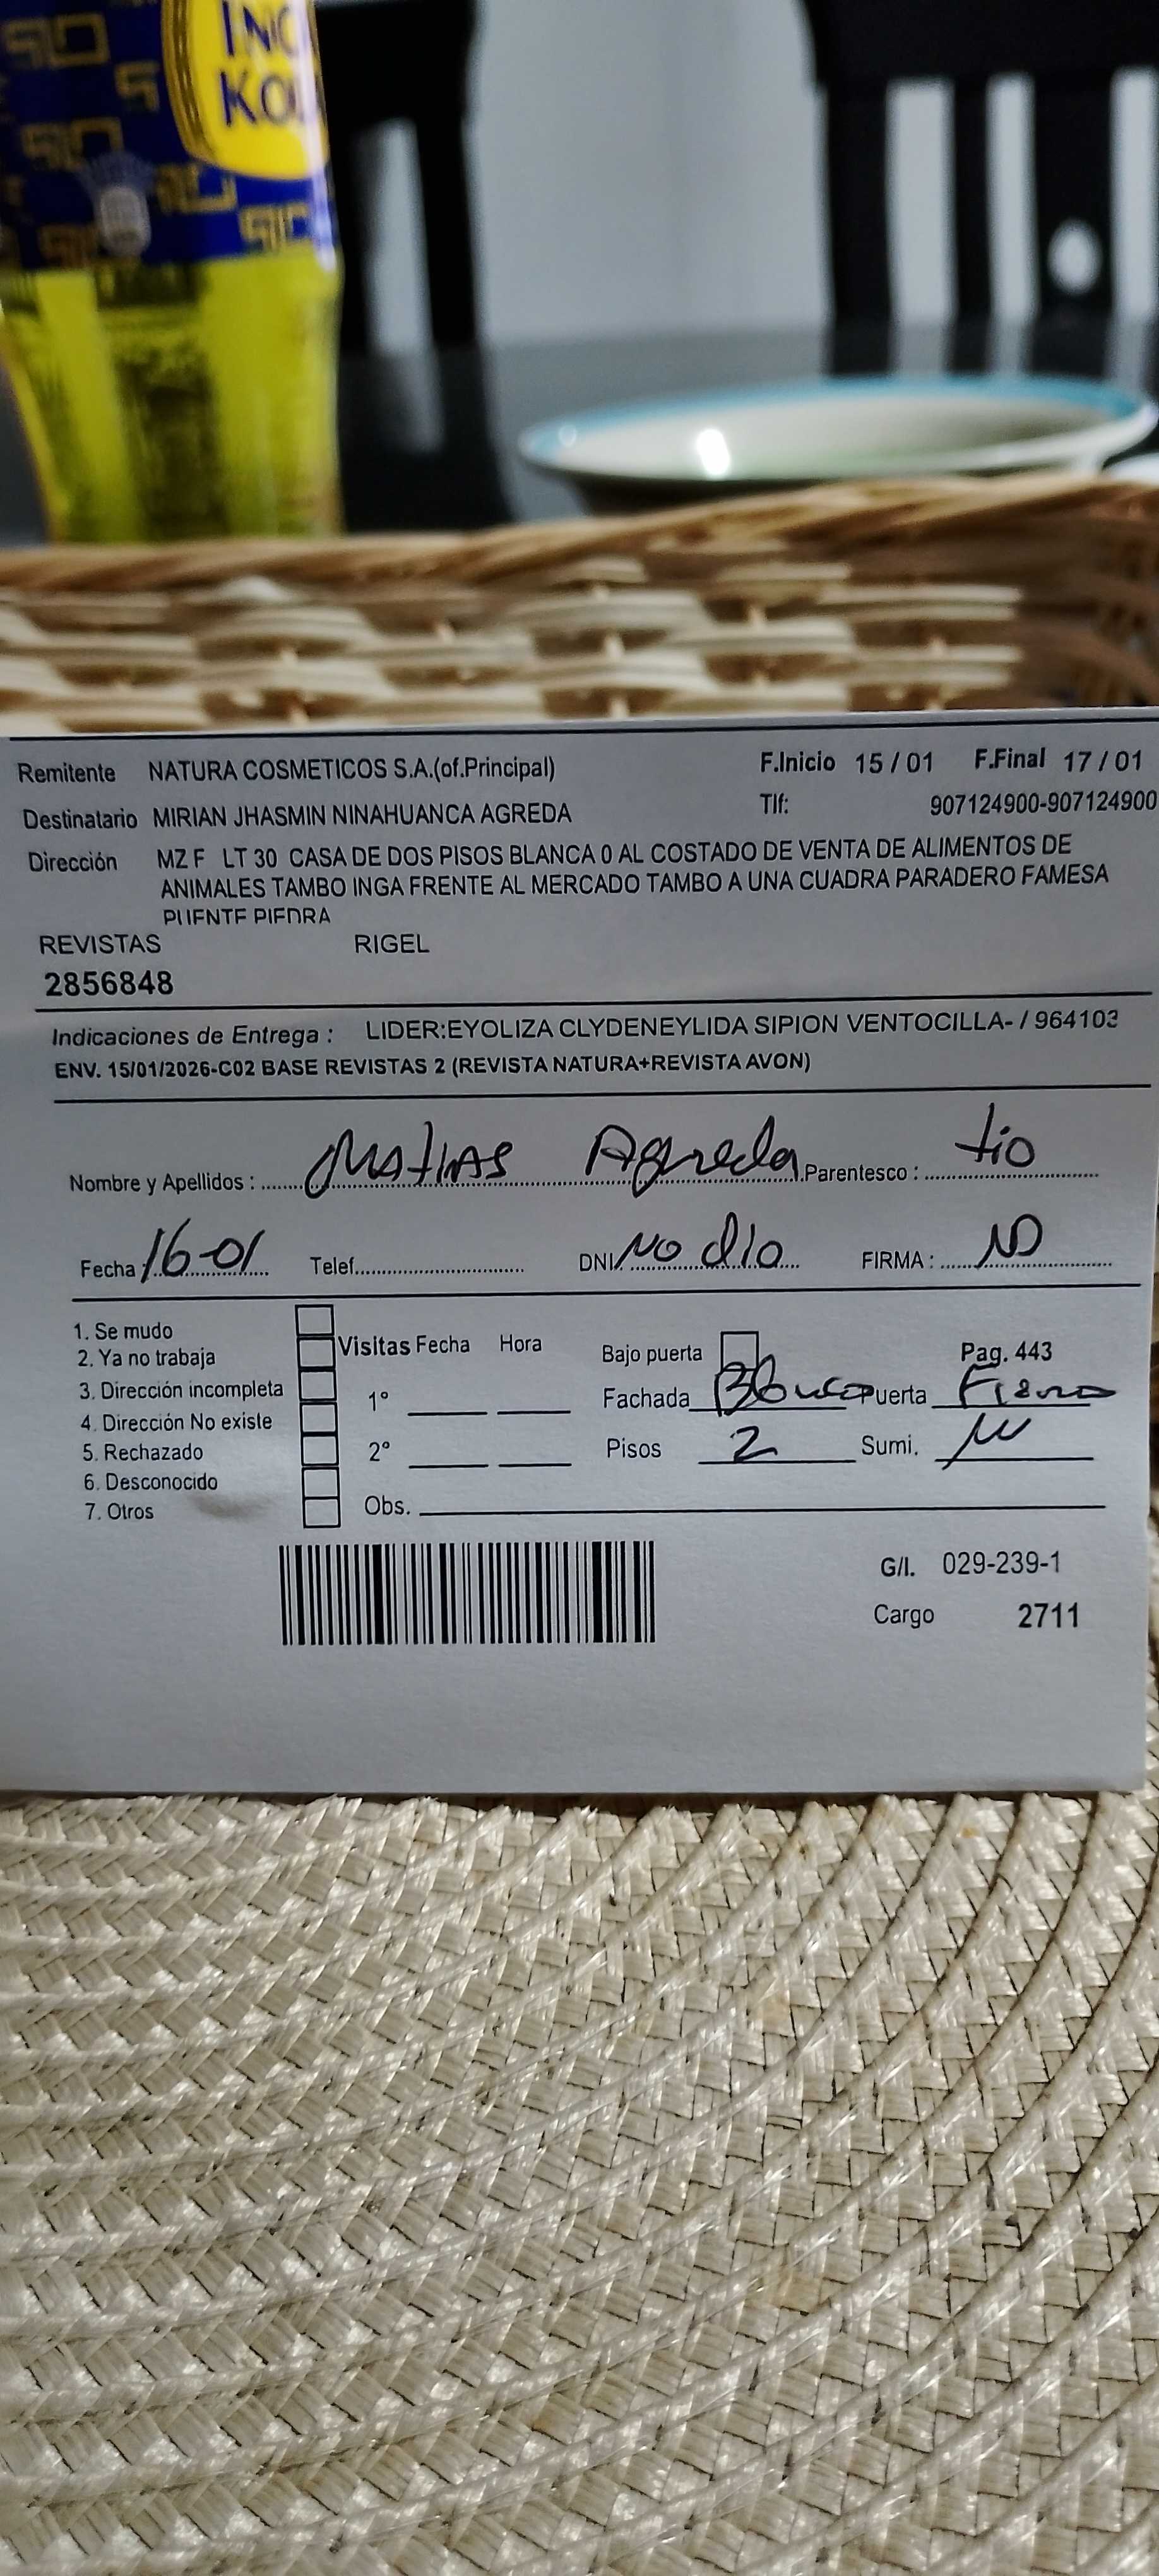 INC
KOL
Remitente NATURA COSMETICOS S.A.(of.Principal) F.Inicio 15 / 01 F.Final 17 / 01
Destinatario MIRIAN JHASMIN NINAHUANCA AGREDA Tlf: 907124900-907124900
Dirección MZ F LT 30 CASA DE DOS PISOS BLANCA 0 AL COSTADO DE VENTA DE ALIMENTOS DE
ANIMALES TAMBO INGA FRENTE AL MERCADO TAMBO A UNA CUADRA PARADERO FAMESA
PUENTE PIEDRA
REVISTAS RIGEL
2856848
Indicaciones de Entrega : LIDER:EYOLIZA CLYDENEYLIDA SIPION VENTOCILLA- / 964103
ENV. 15/01/2026-C02 BASE REVISTAS 2 (REVISTA NATURA+REVISTA AVON)
Nombre y Apellidos : Matias Agreda Parentesco : tio
Fecha : 16-01 Telef. DNI. No dio FIRMA :
1. Se mudo
2. Ya no trabaja
3. Dirección incompleta
4. Dirección No existe
5. Rechazado
6. Desconocido
7. Otros
Visitas Fecha Hora
1°
2°
Obs.
Bajo puerta Pag. 443
Fachada Blanca Puerta Fierro
Pisos 2 Sumi.
G/I. 029-239-1
Cargo 2711